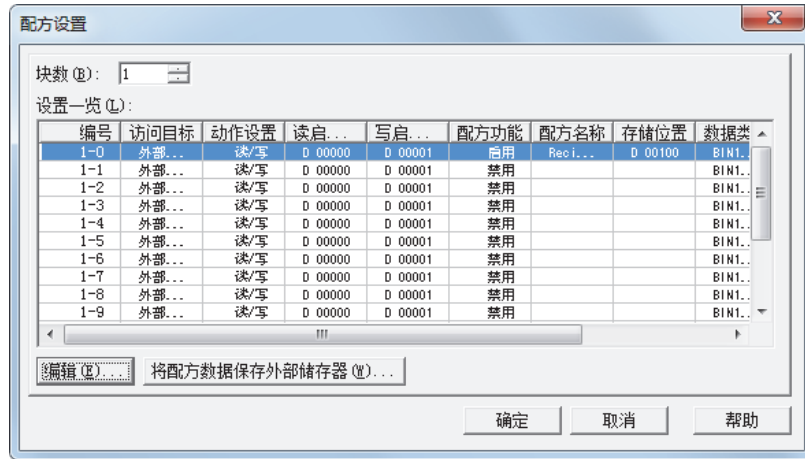 配方设置
块数(B): 1
设置一览(L):
编号 访问目标 动作设置 读启... 写启... 配方功能 配方名称 存储位置 数据类
1-0 外部... 读/写 D 00000 D 00001 启用 Reci... D 00100 BIN1..
1-1 外部... 读/写 D 00000 D 00001 禁用 BIN1..
1-2 外部... 读/写 D 00000 D 00001 禁用 BIN1..
1-3 外部... 读/写 D 00000 D 00001 禁用 BIN1..
1-4 外部... 读/写 D 00000 D 00001 禁用 BIN1..
1-5 外部... 读/写 D 00000 D 00001 禁用 BIN1..
1-6 外部... 读/写 D 00000 D 00001 禁用 BIN1..
1-7 外部... 读/写 D 00000 D 00001 禁用 BIN1..
1-8 外部... 读/写 D 00000 D 00001 禁用 BIN1..
1-9 外部... 读/写 D 00000 D 00001 禁用 BIN1..
编辑(E)... 将配方数据保存外部储存器(W)...
确定 取消 帮助